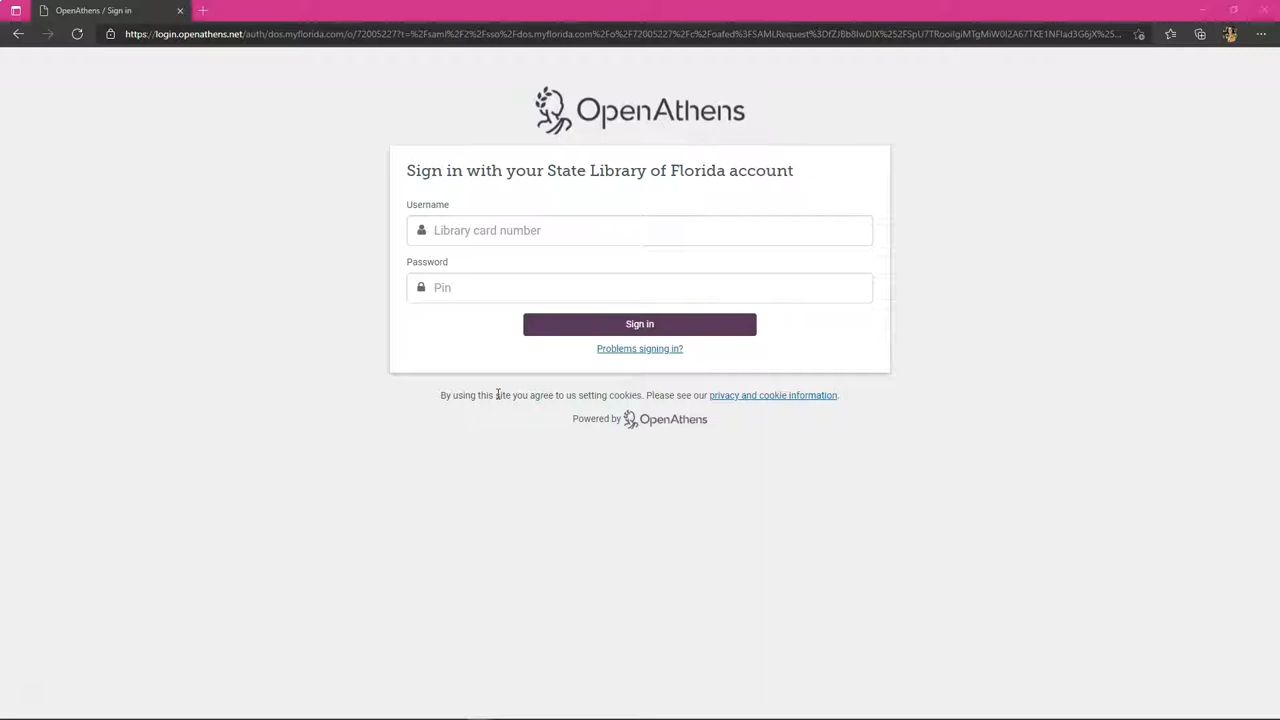 OpenAthens / Sign in
https://login.openathens.net/auth/dos.myflorida.com/o/72005227?t=%2Fsaml%2F2%2Fsso%2Fdos.myflorida.com%2Fo%2F72005227%2Fc%2Foafed%3FSAMLRequest%3D
OpenAthens
Sign in with your State Library of Florida account
Username
Library card number
Password
Pin
Sign in
Problems signing in?
By using this site you agree to us setting cookies. Please see our privacy and cookie information.
Powered by OpenAthens